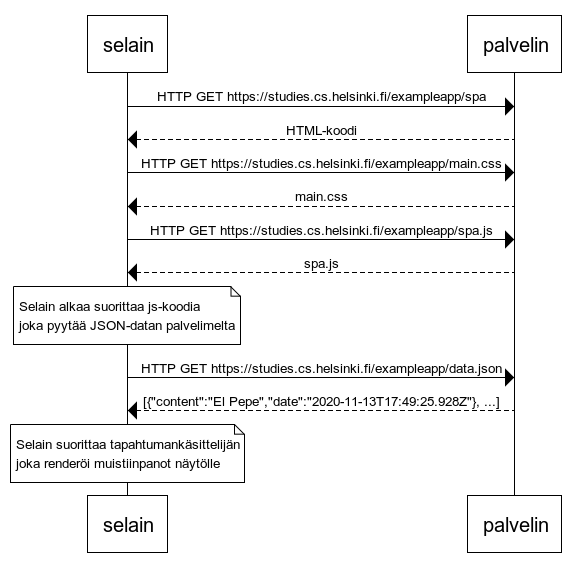 selain
palvelin
HTTP GET https://studies.cs.helsinki.fi/exampleapp/spa
HTML-koodi
HTTP GET https://studies.cs.helsinki.fi/exampleapp/main.css
main.css
HTTP GET https://studies.cs.helsinki.fi/exampleapp/spa.js
spa.js
Selain alkaa suorittaa js-koodia
joka pyytää JSON-datan palvelimelta
HTTP GET https://studies.cs.helsinki.fi/exampleapp/data.json
[{"content":"El Pepe","date":"2020-11-13T17:49:25.928Z"}, ...]
Selain suorittaa tapahtumankäsittelijän
joka renderöi muistiinpanot näytölle
selain
palvelin